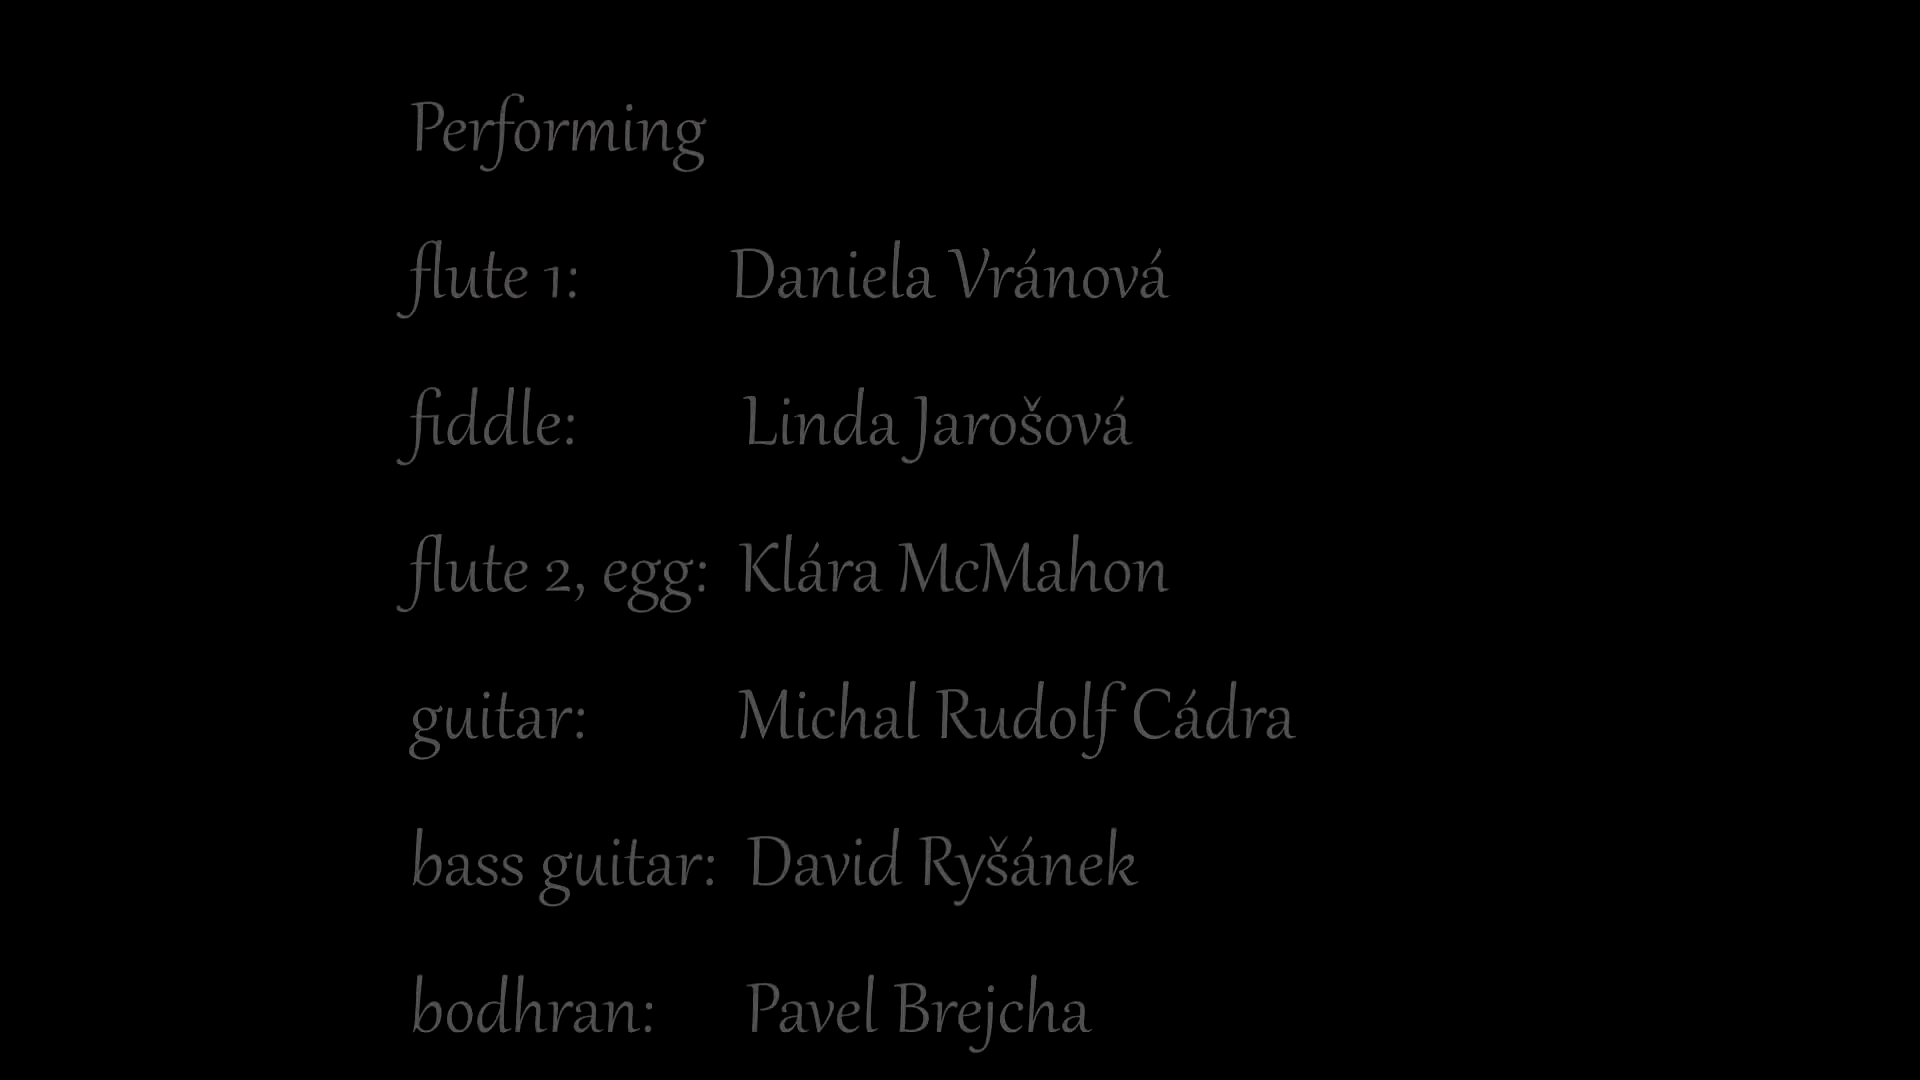 Performing
flute 1: Daniela Vránová
fiddle: Linda Jarošová
flute 2, egg: Klára McMahon
guitar: Michal Rudolf Cádra
bass guitar: David Ryšánek
bodhran: Pavel Brejcha